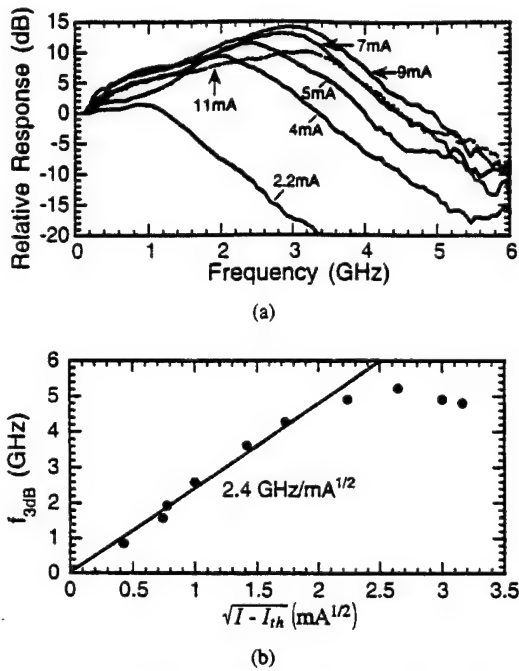 Relative Response (dB)
15
10
5
0
-5
-10
-15
-20
7mA
9mA
11mA
5mA
4mA
2.2mA
0 1 2 3 4 5 6
Frequency (GHz)
(a)
f3dB (GHz)
6
5
4
3
2
1
0
2.4 GHz/mA1/2
0 0.5 1 1.5 2 2.5 3 3.5
√I - Ith (mA1/2)
(b)